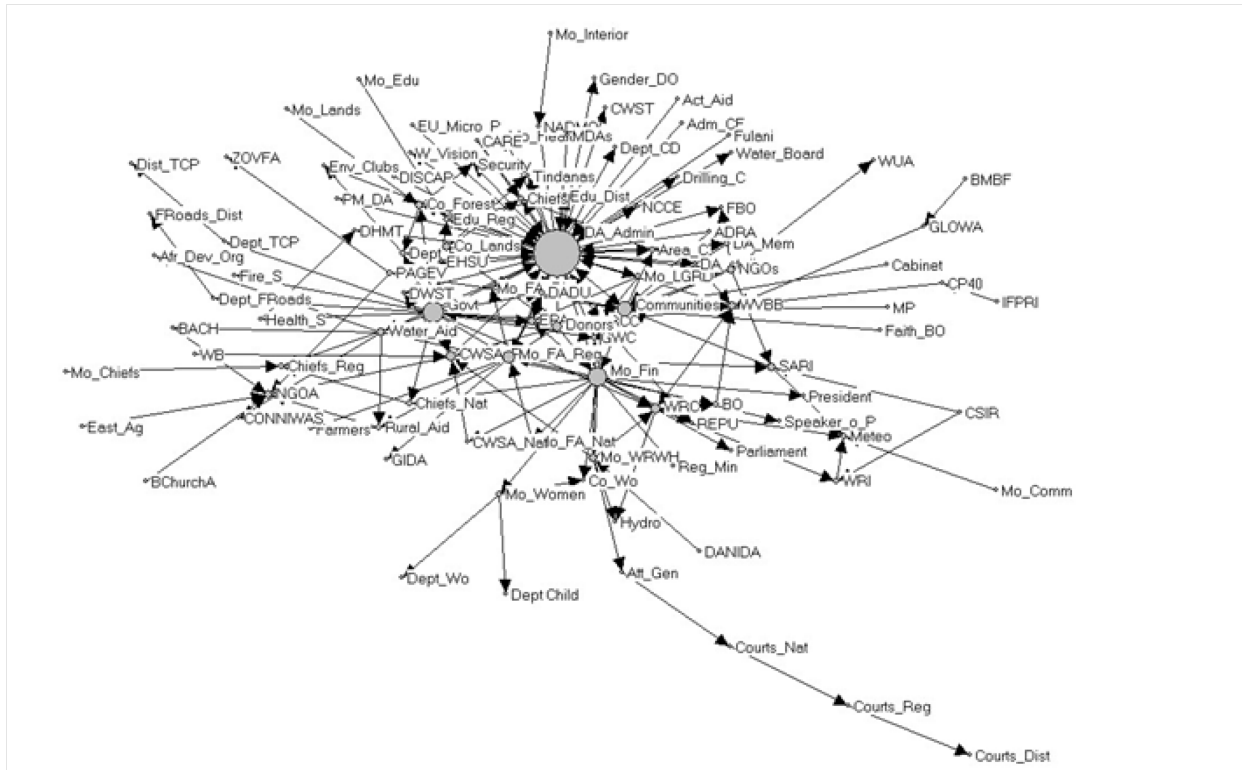 Mo_Interior
Mo_Edu
Gender_DO
Mo_Lands
CWST
Act_Aid
EU_Micro_P
Adm_CF
CARE
MDAs
Fulani
W_Vision
Dept_CD
Water_Board
Dist_TCP
ZOVFA
Env_Clubs
Security
WUA
DISCAP
Tindanas
Drilling_C
BMBF
PM_DA
Co_Forest
Chiefs
Edu_Dist
NCCE
FBO
FRoads_Dist
Edu_Reg
GLOWA
DHMT
DA_Admin
ADRA
Dept_TCP
Co_Lands
Area_C
DA_Mem
Afr_Dev_Org
EHSU
DA
NGOs
Cabinet
Fire_S
PAGEV
Mo_LGRD
CP40
Dept_FRoads
DWST
DADU
IFPRI
Govt
Communities
WVBB
MP
Health_S
BACH
Water_Aid
Donors
Faith_BO
WB
CWSA
Mo_FA_Reg
Mo_Chiefs
Chiefs_Reg
Mo_Fin
SARI
NGOA
Chiefs_Nat
WRC
BO
President
CONNIWAS
REPU
Speaker_o_P
CSIR
East_Ag
Farmers
Rural_Aid
Meteo
CWSA_Nat
Parliament
GIDA
Mo_WRWH
Reg_Min
BChurchA
Co_Wo
WRI
Mo_Women
Mo_Comm
Hydro
DANIDA
Att_Gen
Dept_Wo
Dept Child
Courts_Nat
Courts_Reg
Courts_Dist